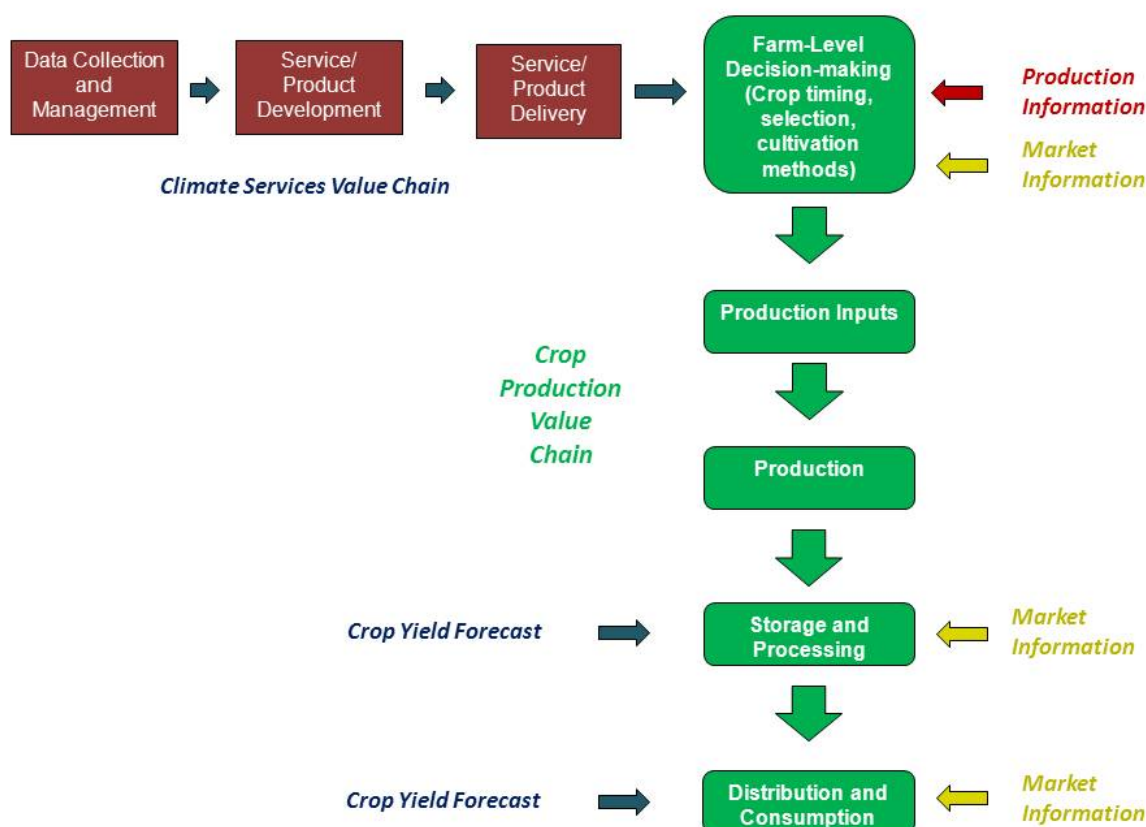 Data Collection
and
Management
Service/
Product
Development
Service/
Product
Delivery
Farm-Level
Decision-making
(Crop timing,
selection,
cultivation
methods)
Production
Information
Market
Information
Climate Services Value Chain
Production Inputs
Crop
Production
Value
Chain
Production
Crop Yield Forecast
Storage and
Processing
Market
Information
Crop Yield Forecast
Distribution and
Consumption
Market
Information